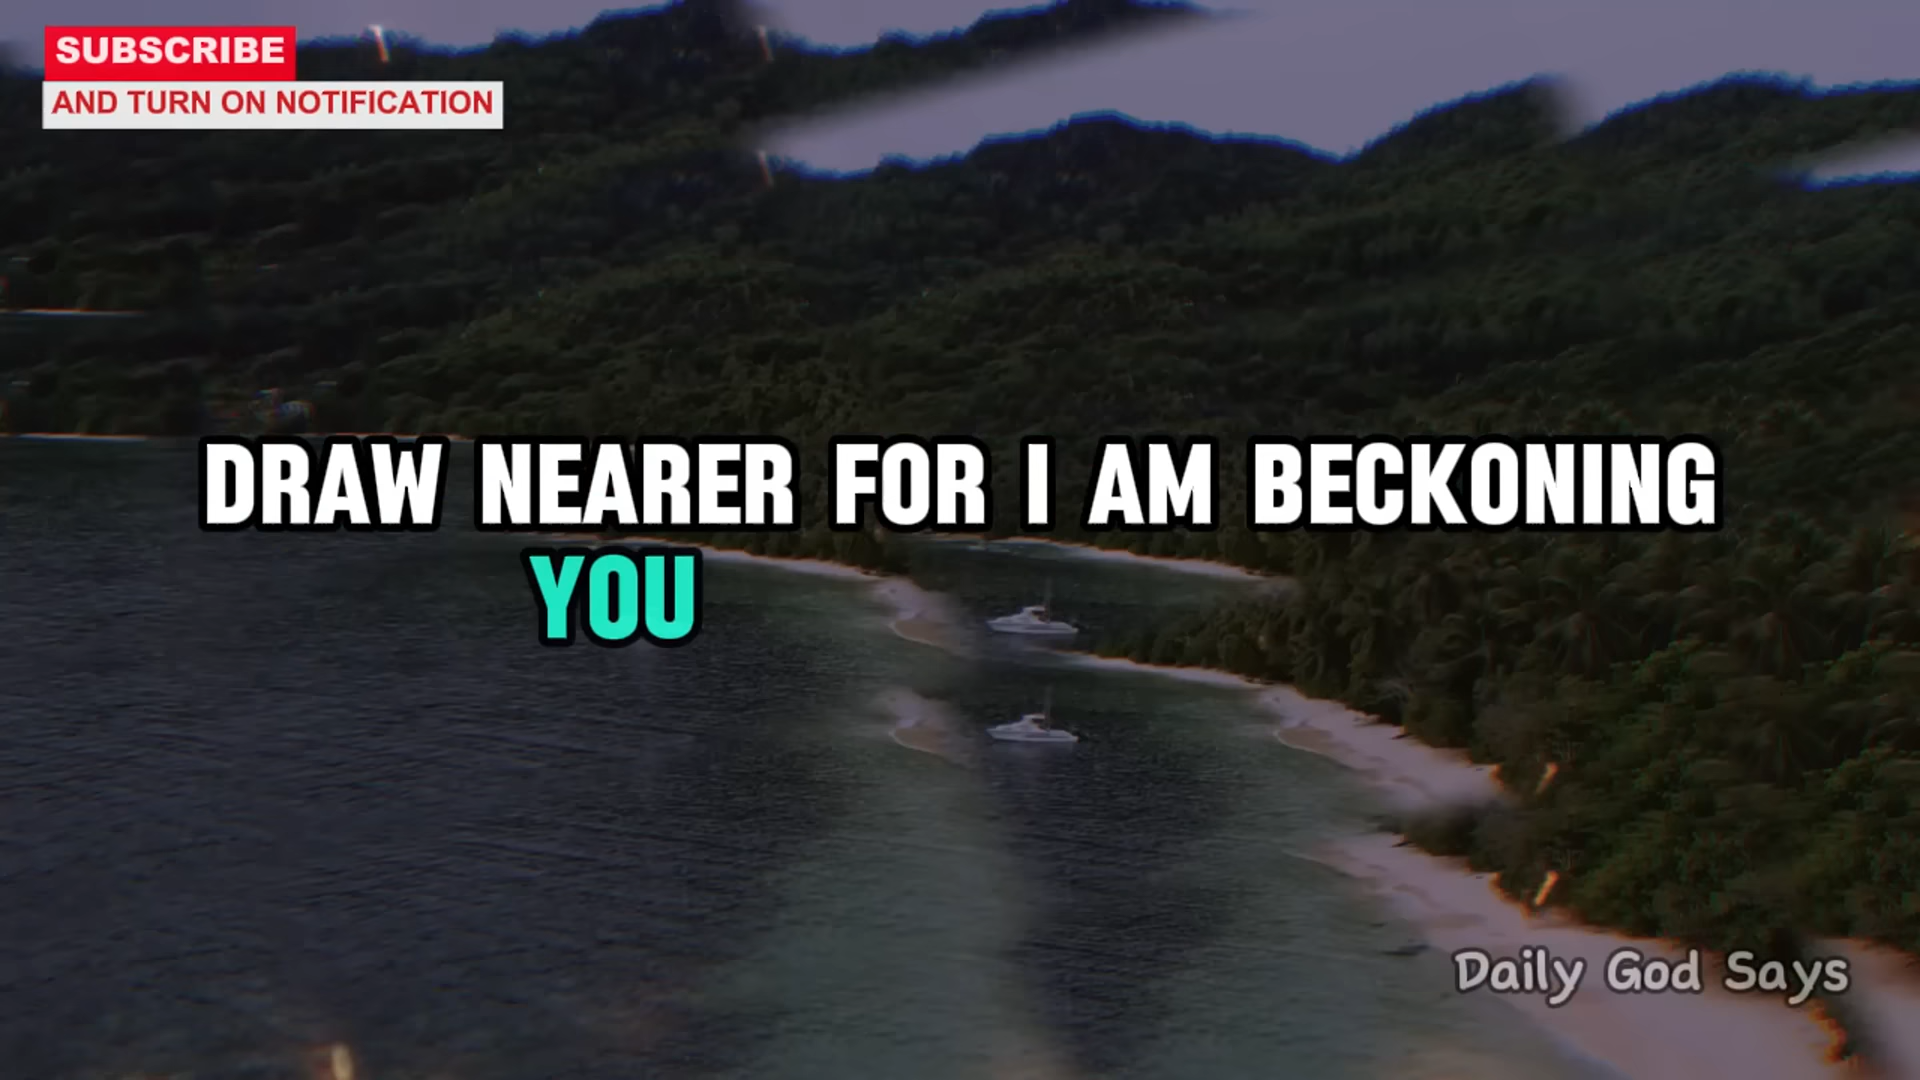 SUBSCRIBE
AND TURN ON NOTIFICATION
DRAW NEARER FOR I AM BECKONING
YOU
Daily God Says